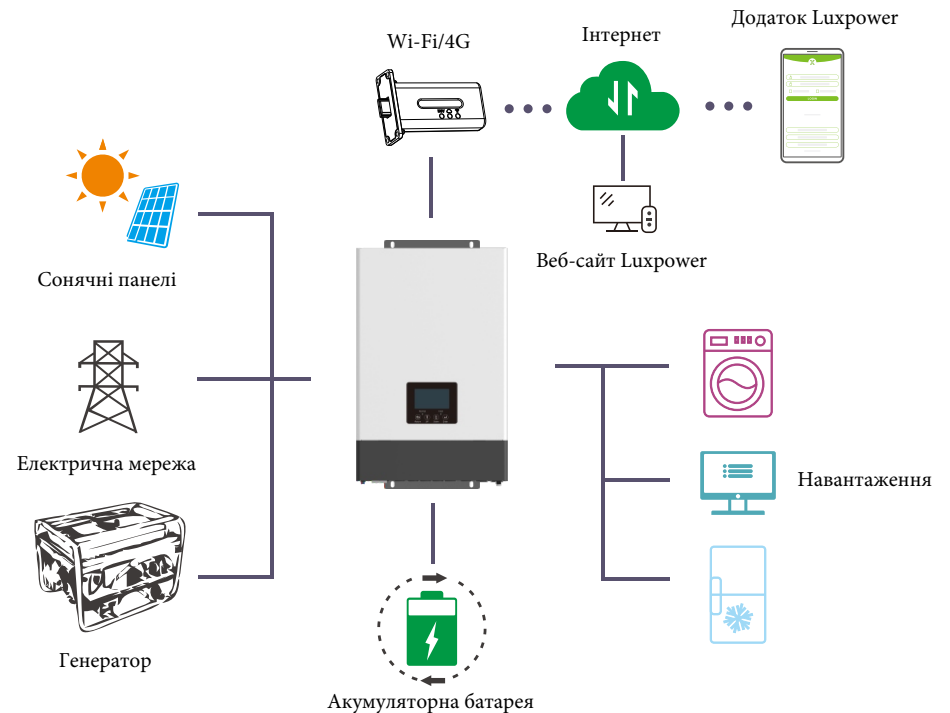 Додаток Luxpower
Інтернет
Wi-Fi/4G
Веб-сайт Luxpower
Сонячні панелі
Електрична мережа
Навантаження
Генератор
Акумуляторна батарея